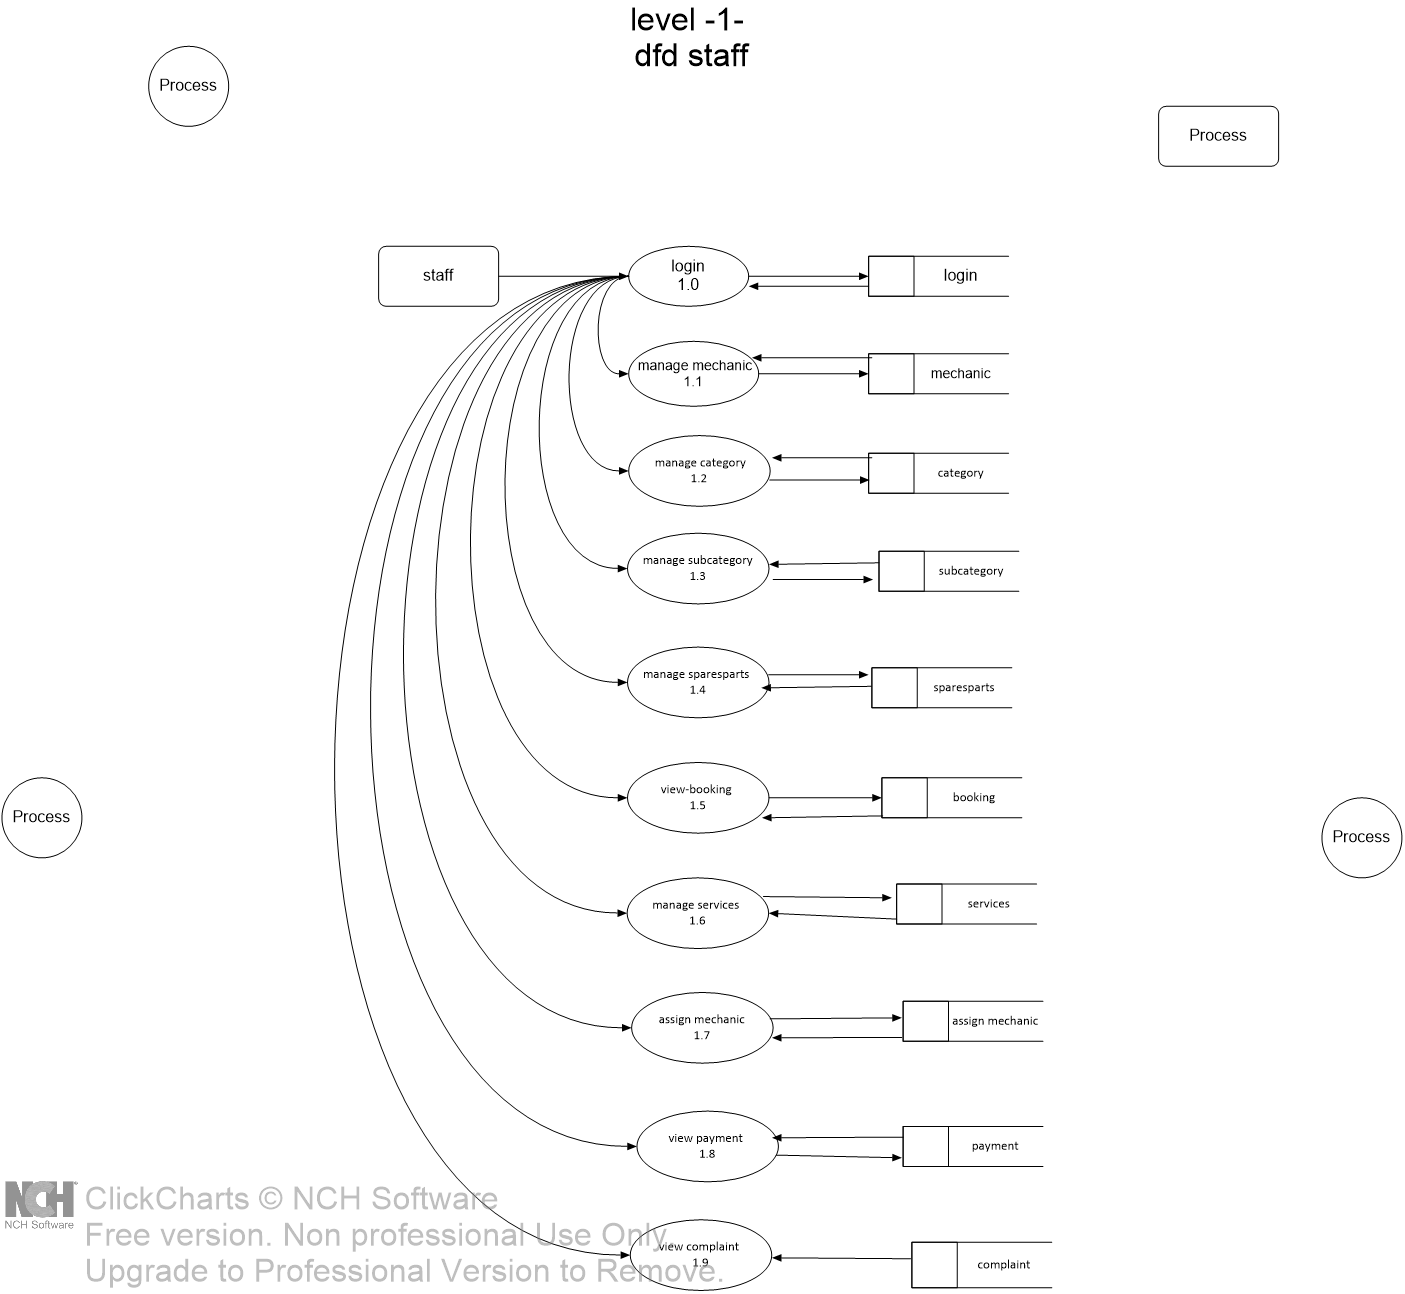 level -1-
dfd staff
Process
Process
staff
login
1.0
login
manage mechanic
1.1
mechanic
manage category
1.2
category
manage subcategory
1.3
subcategory
manage sparesparts
1.4
sparesparts
view-booking
1.5
booking
Process
Process
manage services
1.6
services
assign mechanic
1.7
assign mechanic
view payment
1.8
payment
view complaint
1.9
complaint
NCH
NCH Software
ClickCharts © NCH Software
Free version. Non professional Use Only.
Upgrade to Professional Version to Remove.